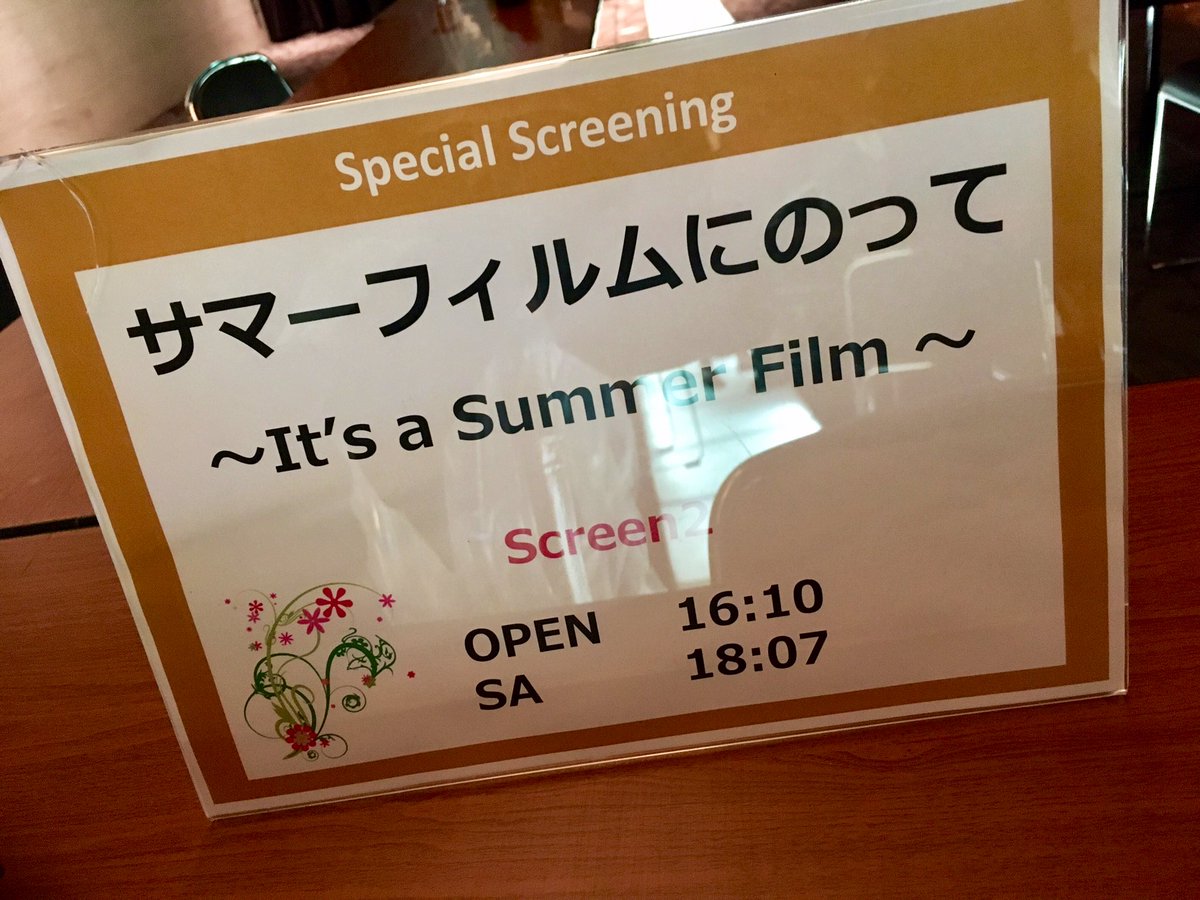 Special Screening
サマーフィルムにのって
～It's a Summer Film ～
Screen2
OPEN 16:10
SA 18:07